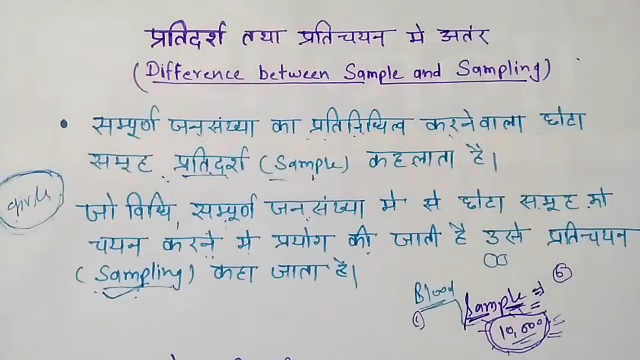 प्रतिदर्श तथा प्रतिचयन मे अतंर
(Difference between Sample and Sampling)
• सम्पूर्ण जनसंख्या का प्रतिनिधित्व करनेवाला छोटा
समूह प्रतिदर्श (Sample) कहलाता है।
जो विधि सम्पूर्ण जनसंख्या मे से छोटा समूह को
चयन करने मे प्रयोग की जाती है उसे प्रतिचयन
(Sampling) कहा जाता है।
Blood
Sample
10,000